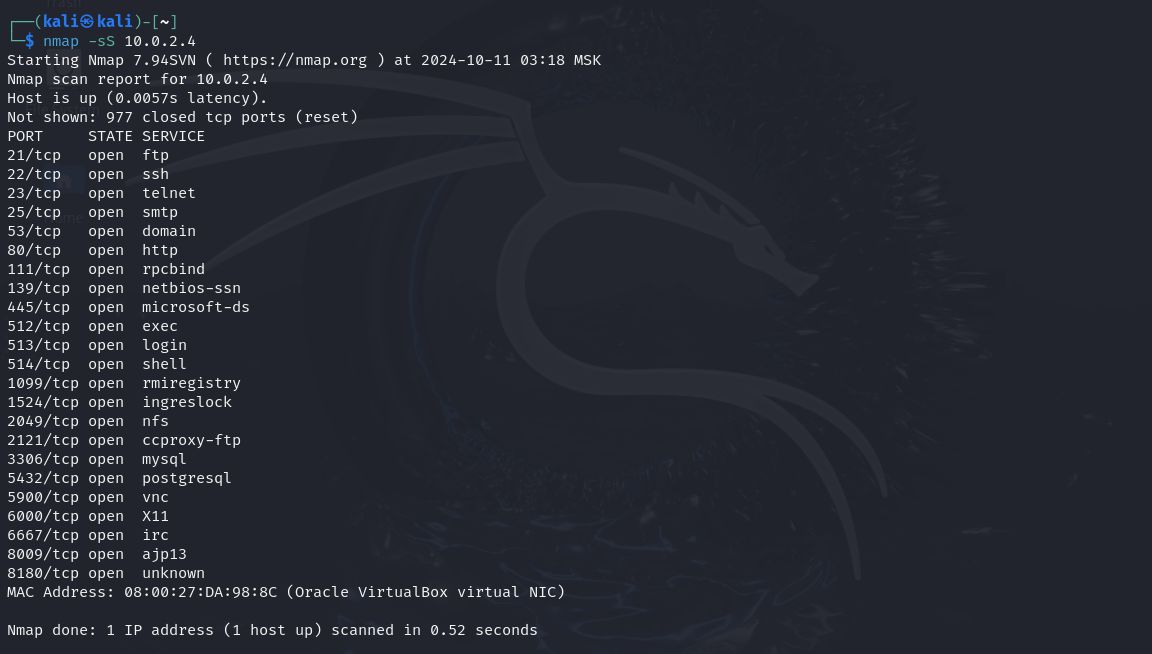 ┌──(kali㉿kali)-[~]
└─$ nmap -sS 10.0.2.4
Starting Nmap 7.94SVN ( https://nmap.org ) at 2024-10-11 03:18 MSK
Nmap scan report for 10.0.2.4
Host is up (0.0057s latency).
Not shown: 977 closed tcp ports (reset)
PORT     STATE SERVICE
21/tcp   open  ftp
22/tcp   open  ssh
23/tcp   open  telnet
25/tcp   open  smtp
53/tcp   open  domain
80/tcp   open  http
111/tcp  open  rpcbind
139/tcp  open  netbios-ssn
445/tcp  open  microsoft-ds
512/tcp  open  exec
513/tcp  open  login
514/tcp  open  shell
1099/tcp open  rmiregistry
1524/tcp open  ingreslock
2049/tcp open  nfs
2121/tcp open  ccproxy-ftp
3306/tcp open  mysql
5432/tcp open  postgresql
5900/tcp open  vnc
6000/tcp open  X11
6667/tcp open  irc
8009/tcp open  ajp13
8180/tcp open  unknown
MAC Address: 08:00:27:DA:98:8C (Oracle VirtualBox virtual NIC)

Nmap done: 1 IP address (1 host up) scanned in 0.52 seconds